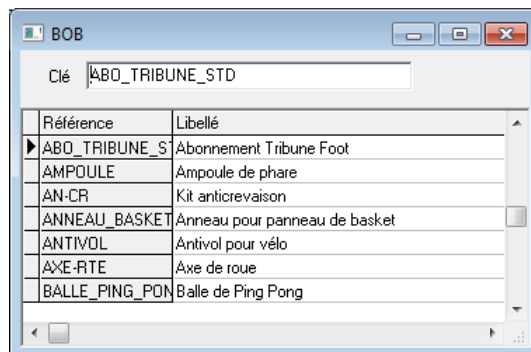 BOB
Clé ABO_TRIBUNE_STD
Référence Libellé
ABO_TRIBUNE_S Abonnement Tribune Foot
AMPOULE Ampoule de phare
AN-CR Kit anticrevaison
ANNEAU_BASKET Anneau pour panneau de basket
ANTIVOL Antivol pour vélo
AXE-RTE Axe de roue
BALLE_PING_PON Balle de Ping Pong